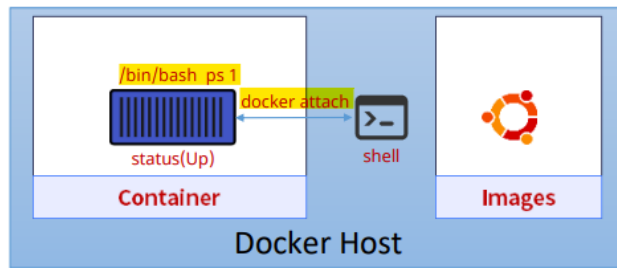 /bin/bash ps 1
docker attach
status(Up)
shell
Container
Images
Docker Host